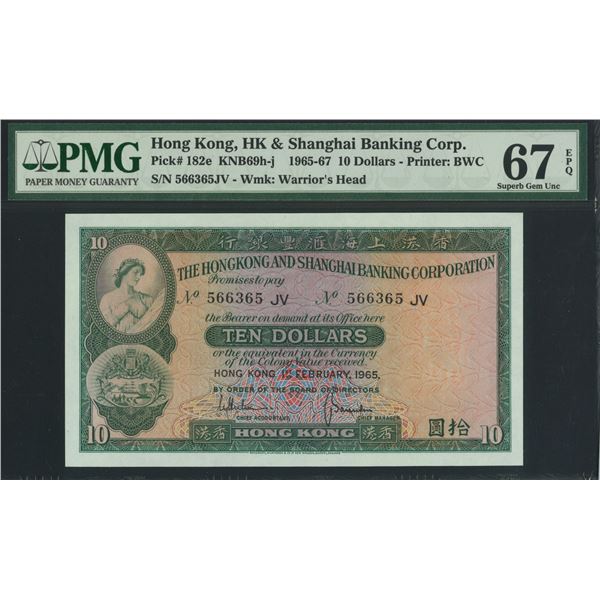 PMG
PAPER MONEY GUARANTY
Hong Kong, HK & Shanghai Banking Corp.
Pick# 182e KNB69h-j 1965-67 10 Dollars - Printer: BWC
S/N 566365JV - Wmk: Warrior's Head
67 EPQ
Superb Gem Unc
10
行銀豐滙海上港香
THE HONGKONG AND SHANGHAI BANKING CORPORATION
Promises to pay
No 566365 JV No 566365 JV
the Bearer on demand at its Office here
TEN DOLLARS
or the equivalent in the Currency
of the Colony Value received.
HONG KONG 1ST FEBRUARY, 1965.
BY ORDER OF THE BOARD OF DIRECTORS
CHIEF ACCOUNTANT CHIEF MANAGER
10 港香 HONG KONG 港香 圓拾 10